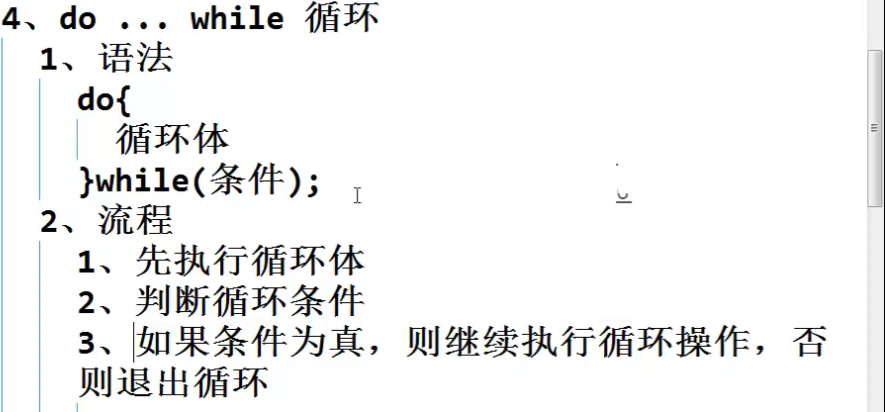 4、do ... while 循环
1、语法
do{
循环体
}while(条件);
2、流程
1、先执行循环体
2、判断循环条件
3、如果条件为真，则继续执行循环操作，否
则退出循环